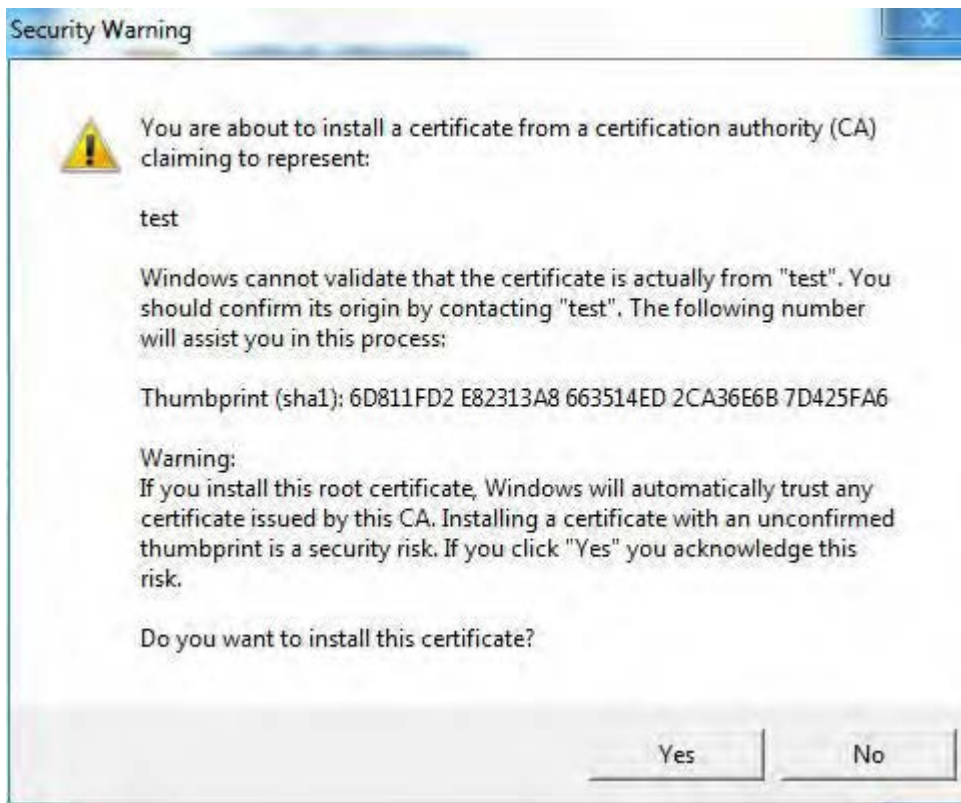 Security Warning
You are about to install a certificate from a certification authority (CA)
claiming to represent:
test
Windows cannot validate that the certificate is actually from "test". You
should confirm its origin by contacting "test". The following number
will assist you in this process:
Thumbprint (sha1): 6D811FD2 E82313A8 663514ED 2CA36E6B 7D425FA6
Warning:
If you install this root certificate, Windows will automatically trust any
certificate issued by this CA. Installing a certificate with an unconfirmed
thumbprint is a security risk. If you click "Yes" you acknowledge this
risk.
Do you want to install this certificate?
Yes No